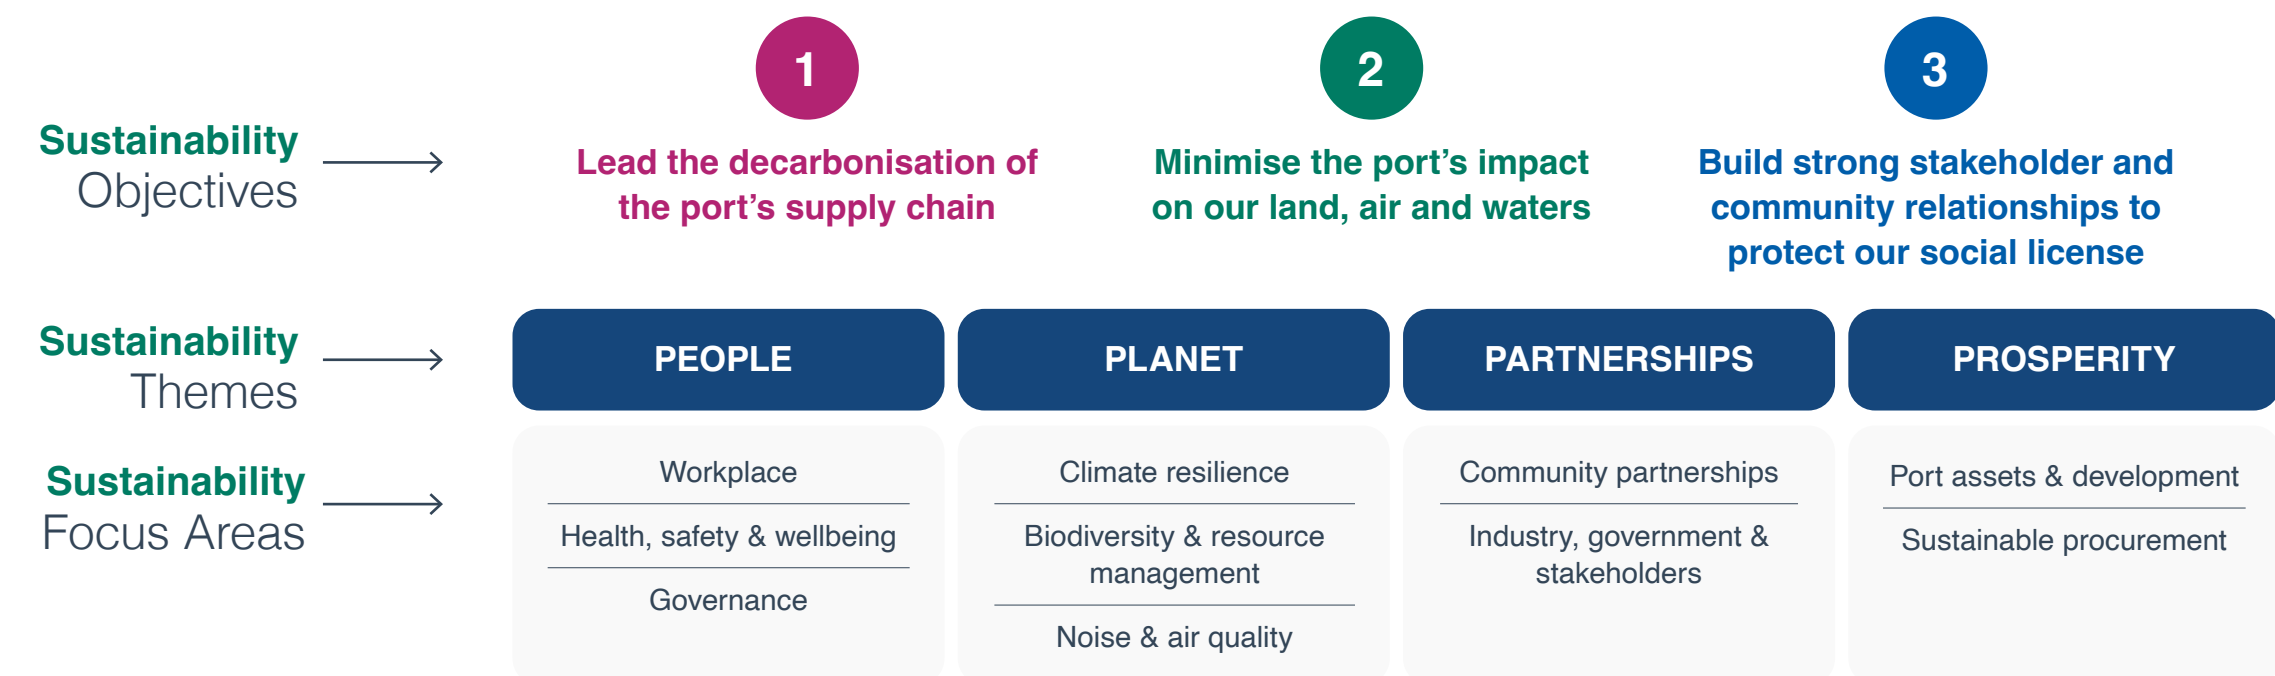 1
2
3
Sustainability
Objectives
Lead the decarbonisation of
the port’s supply chain
Minimise the port’s impact
on our land, air and waters
Build strong stakeholder and
community relationships to
protect our social license
Sustainability
Themes
PEOPLE
PLANET
PARTNERSHIPS
PROSPERITY
Sustainability
Focus Areas
Workplace
Health, safety & wellbeing
Governance
Climate resilience
Biodiversity & resource
management
Noise & air quality
Community partnerships
Industry, government &
stakeholders
Port assets & development
Sustainable procurement